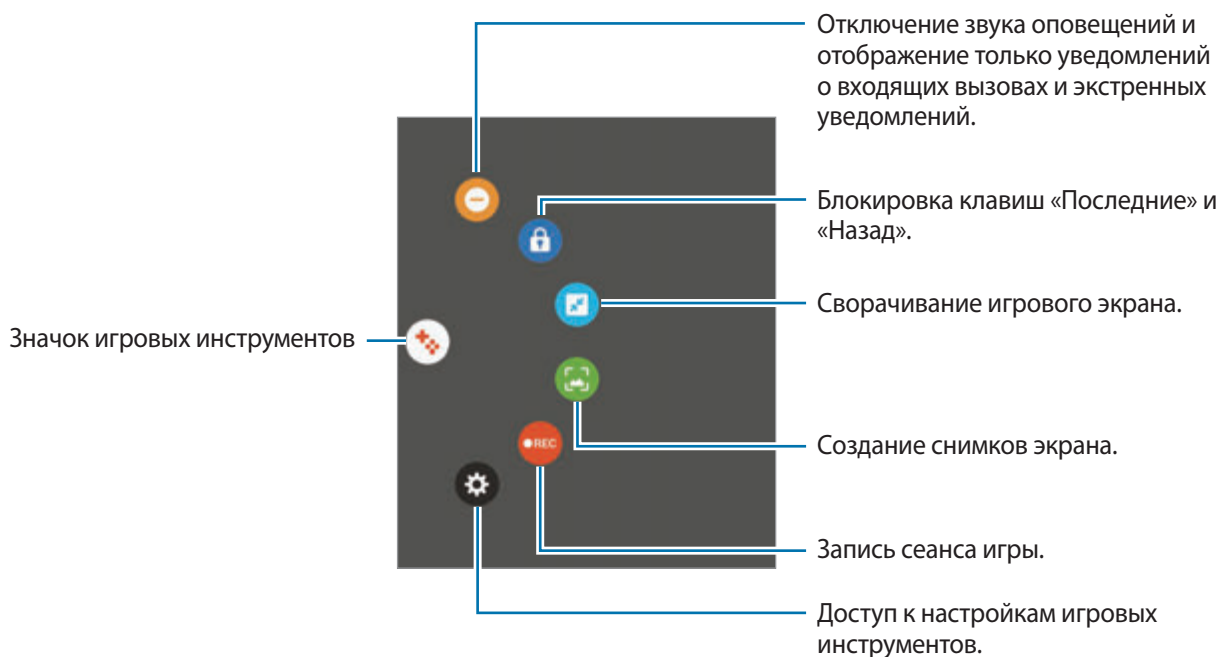 Отключение звука оповещений и
отображение только уведомлений
о входящих вызовах и экстренных
уведомлений.
Блокировка клавиш «Последние» и
«Назад».
Сворачивание игрового экрана.
Значок игровых инструментов
Создание снимков экрана.
REC
Запись сеанса игры.
Доступ к настройкам игровых
инструментов.